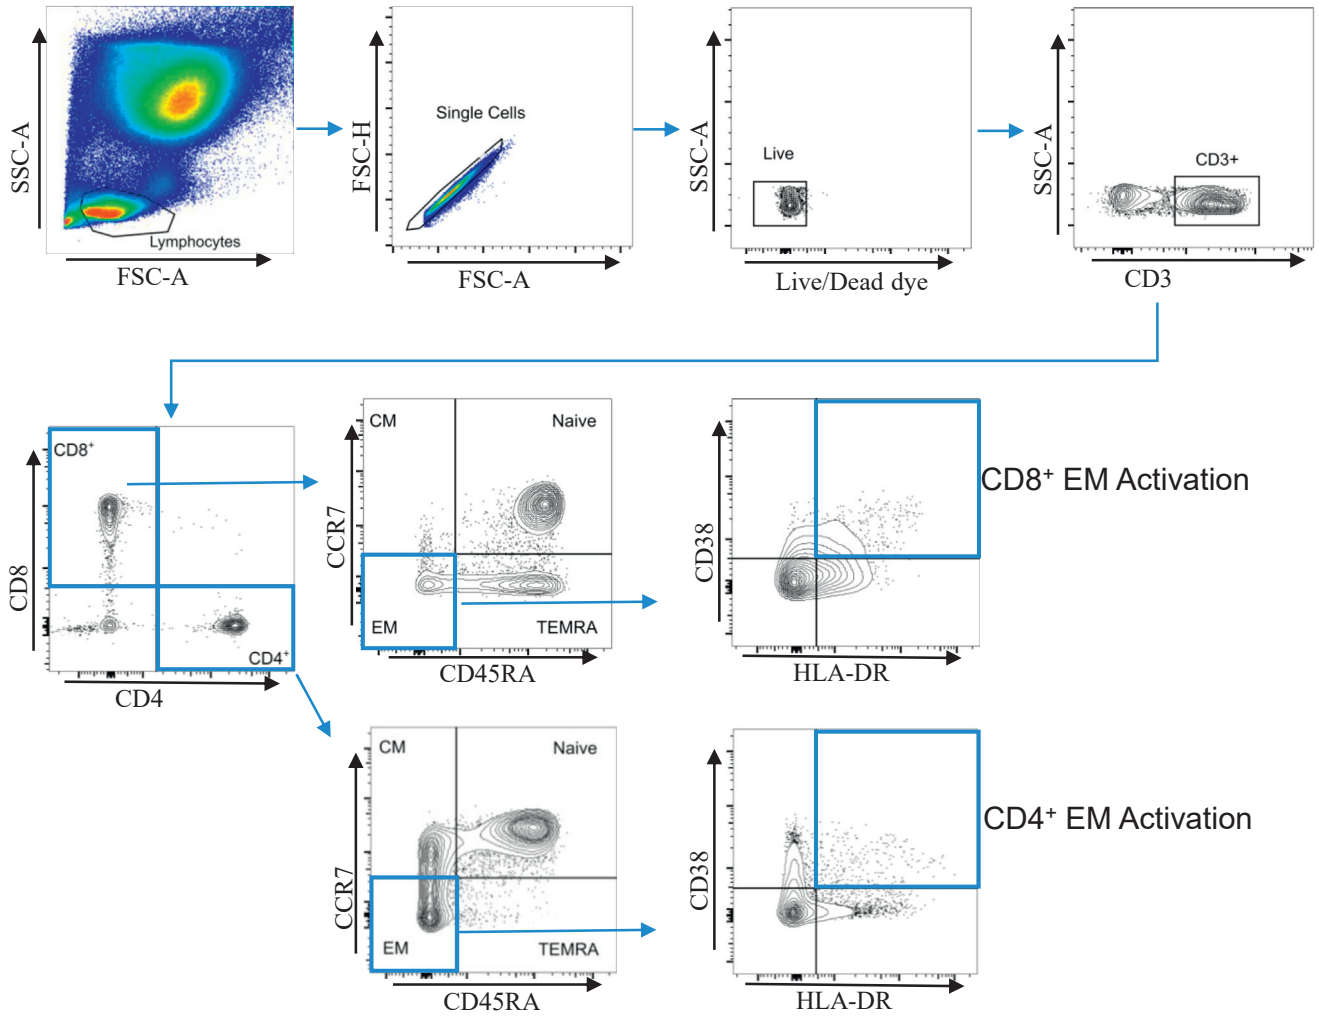 SSC-A
Lymphocytes
FSC-A
FSC-H
Single Cells
FSC-A
SSC-A
Live
Live/Dead dye
SSC-A
CD3+
CD3
CD8⁺
CD8
CD4⁺
CD4
CM
Naive
CCR7
EM
TEMRA
CD45RA
CD38
HLA-DR
CD8⁺ EM Activation
CM
Naive
CCR7
EM
TEMRA
CD45RA
CD38
HLA-DR
CD4⁺ EM Activation